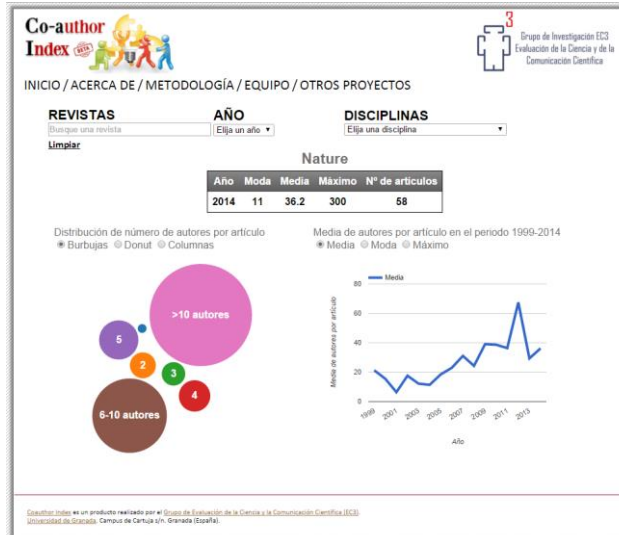 Co-author
Index BETA
3
Grupo de Investigación EC3
Evaluación de la Ciencia y de la
Comunicación Científica
INICIO / ACERCA DE / METODOLOGÍA / EQUIPO / OTROS PROYECTOS
REVISTAS AÑO DISCIPLINAS
Busque una revista Elija un año Elija una disciplina
Limpiar
Nature
Año Moda Media Máximo Nº de artículos
2014 11 36.2 300 58
Distribución de número de autores por artículo
Burbujas Donut Columnas
Media de autores por artículo en el periodo 1999-2014
Media Moda Máximo
>10 autores
5
2
3
4
6-10 autores
Media
Media de autores por artículo
80
60
40
20
0
1999 2001 2003 2005 2007 2009 2011 2013
Año
Coauthor Index es un producto realizado por el Grupo de Evaluación de la Ciencia y la Comunicación Científica (EC3).
Universidad de Granada. Campus de Cartuja s/n. Granada (España).